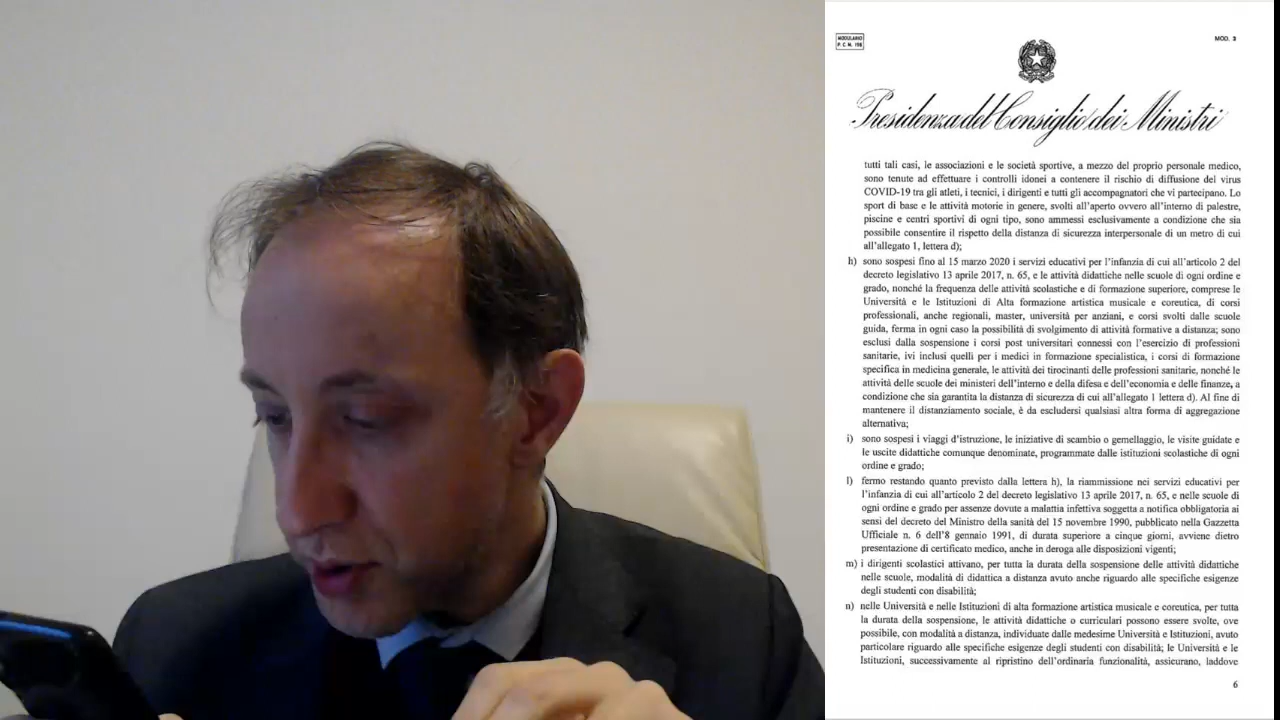 MODULARIO
P. C. M. 198
MOD. 3
Presidenza del Consiglio dei Ministri
tutti tali casi, le associazioni e le società sportive, a mezzo del proprio personale medico,
sono tenute ad effettuare i controlli idonei a contenere il rischio di diffusione del virus
COVID-19 tra gli atleti, i tecnici, i dirigenti e tutti gli accompagnatori che vi partecipano. Lo
sport di base e le attività motorie in genere, svolti all’aperto ovvero all’interno di palestre,
piscine e centri sportivi di ogni tipo, sono ammessi esclusivamente a condizione che sia
possibile consentire il rispetto della distanza di sicurezza interpersonale di un metro di cui
all’allegato 1, lettera d);
h) sono sospesi fino al 15 marzo 2020 i servizi educativi per l’infanzia di cui all’articolo 2 del
decreto legislativo 13 aprile 2017, n. 65, e le attività didattiche nelle scuole di ogni ordine e
grado, nonché la frequenza delle attività scolastiche e di formazione superiore, comprese le
Università e le Istituzioni di Alta formazione artistica musicale e coreutica, di corsi
professionali, anche regionali, master, università per anziani, e corsi svolti dalle scuole
guida, ferma in ogni caso la possibilità di svolgimento di attività formative a distanza; sono
esclusi dalla sospensione i corsi post universitari connessi con l’esercizio di professioni
sanitarie, ivi inclusi quelli per i medici in formazione specialistica, i corsi di formazione
specifica in medicina generale, le attività dei tirocinanti delle professioni sanitarie, nonché le
attività delle scuole dei ministeri dell’interno e della difesa e dell’economia e delle finanze, a
condizione che sia garantita la distanza di sicurezza di cui all’allegato 1 lettera d). Al fine di
mantenere il distanziamento sociale, è da escludersi qualsiasi altra forma di aggregazione
alternativa;
i) sono sospesi i viaggi d’istruzione, le iniziative di scambio o gemellaggio, le visite guidate e
le uscite didattiche comunque denominate, programmate dalle istituzioni scolastiche di ogni
ordine e grado;
l) fermo restando quanto previsto dalla lettera h), la riammissione nei servizi educativi per
l’infanzia di cui all’articolo 2 del decreto legislativo 13 aprile 2017, n. 65, e nelle scuole di
ogni ordine e grado per assenze dovute a malattia infettiva soggetta a notifica obbligatoria ai
sensi del decreto del Ministro della sanità del 15 novembre 1990, pubblicato nella Gazzetta
Ufficiale n. 6 dell’8 gennaio 1991, di durata superiore a cinque giorni, avviene dietro
presentazione di certificato medico, anche in deroga alle disposizioni vigenti;
m) i dirigenti scolastici attivano, per tutta la durata della sospensione delle attività didattiche
nelle scuole, modalità di didattica a distanza avuto anche riguardo alle specifiche esigenze
degli studenti con disabilità;
n) nelle Università e nelle Istituzioni di alta formazione artistica musicale e coreutica, per tutta
la durata della sospensione, le attività didattiche o curriculari possono essere svolte, ove
possibile, con modalità a distanza, individuate dalle medesime Università e Istituzioni, avuto
particolare riguardo alle specifiche esigenze degli studenti con disabilità; le Università e le
Istituzioni, successivamente al ripristino dell’ordinaria funzionalità, assicurano, laddove
6